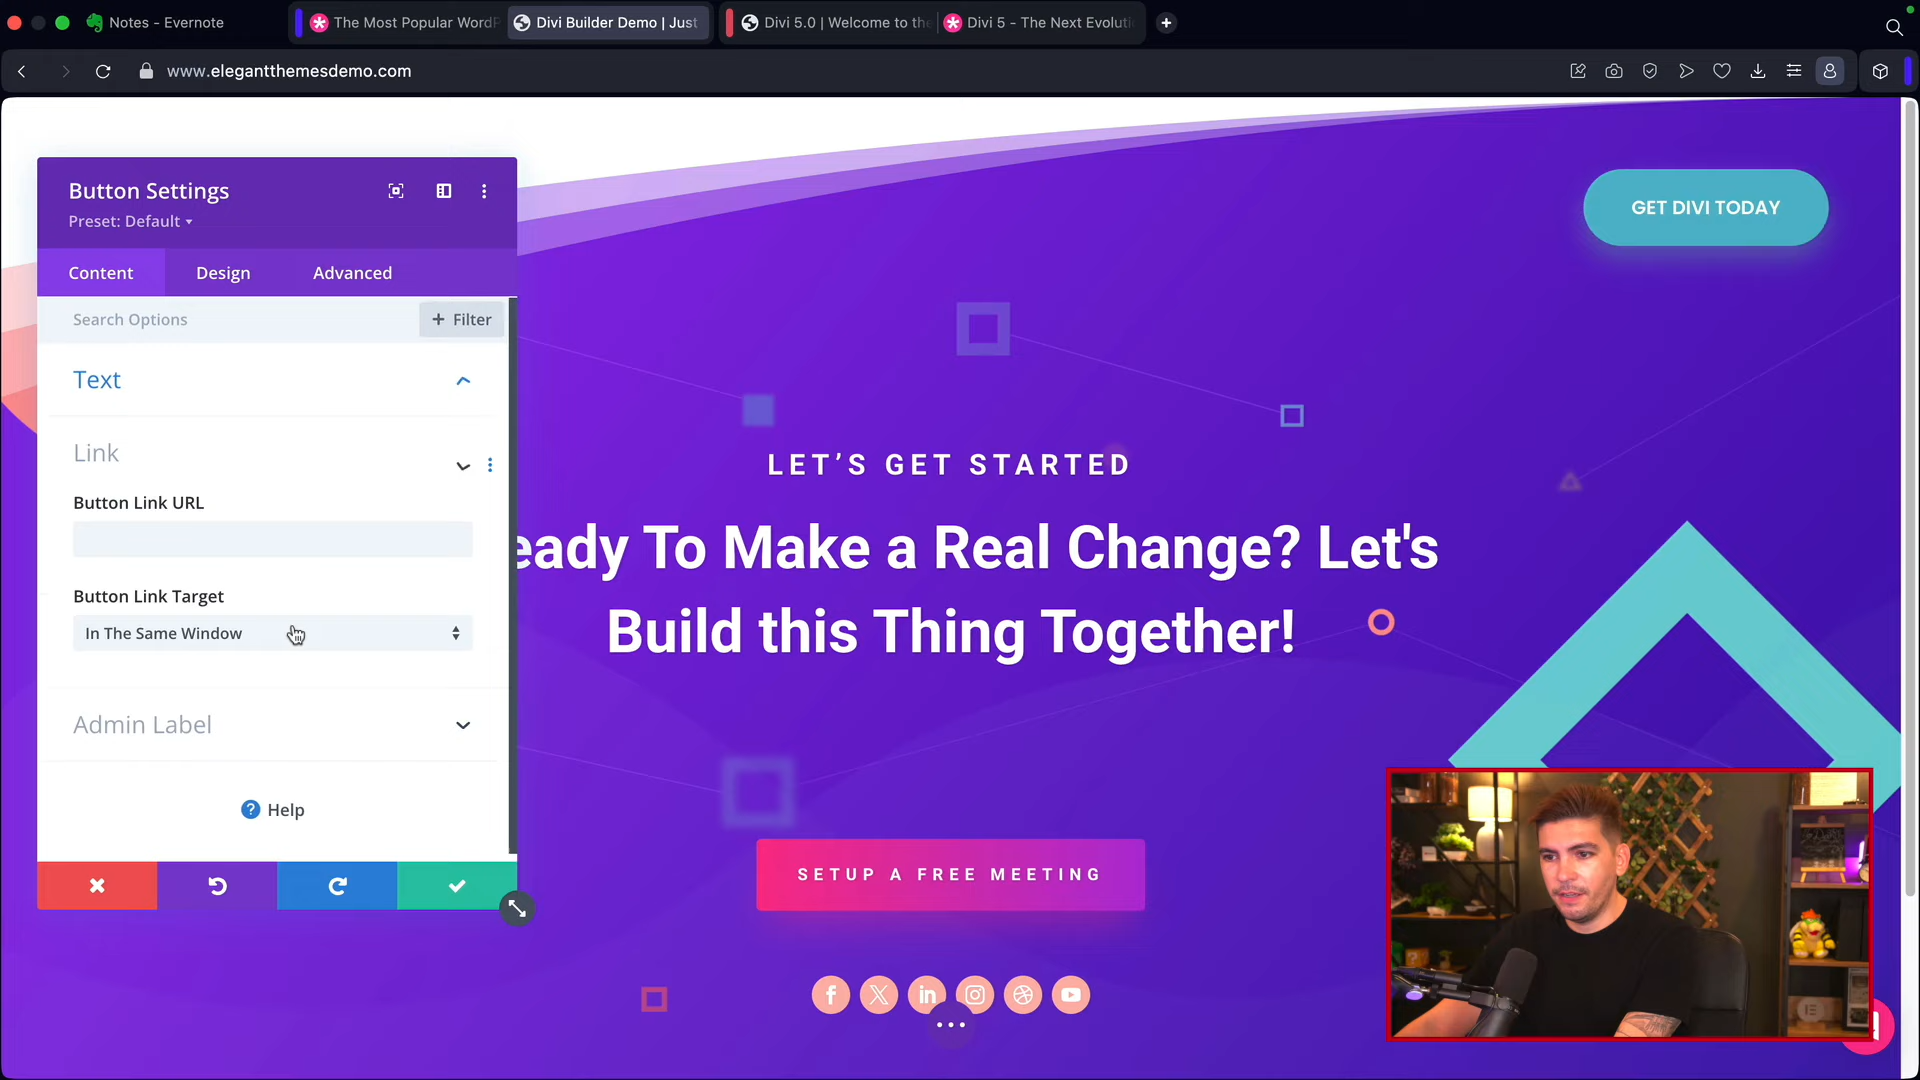 Notes - Evernote
The Most Popular WordP
Divi Builder Demo | Just
Divi 5.0 | Welcome to the
Divi 5 - The Next Evoluti
www.elegantthemesdemo.com
Button Settings
Preset: Default
Content
Design
Advanced
Search Options
+ Filter
Text
Link
Button Link URL
Button Link Target
In The Same Window
Admin Label
? Help
GET DIVI TODAY
LET’S GET STARTED
eady To Make a Real Change? Let's
Build this Thing Together!
SETUP A FREE MEETING